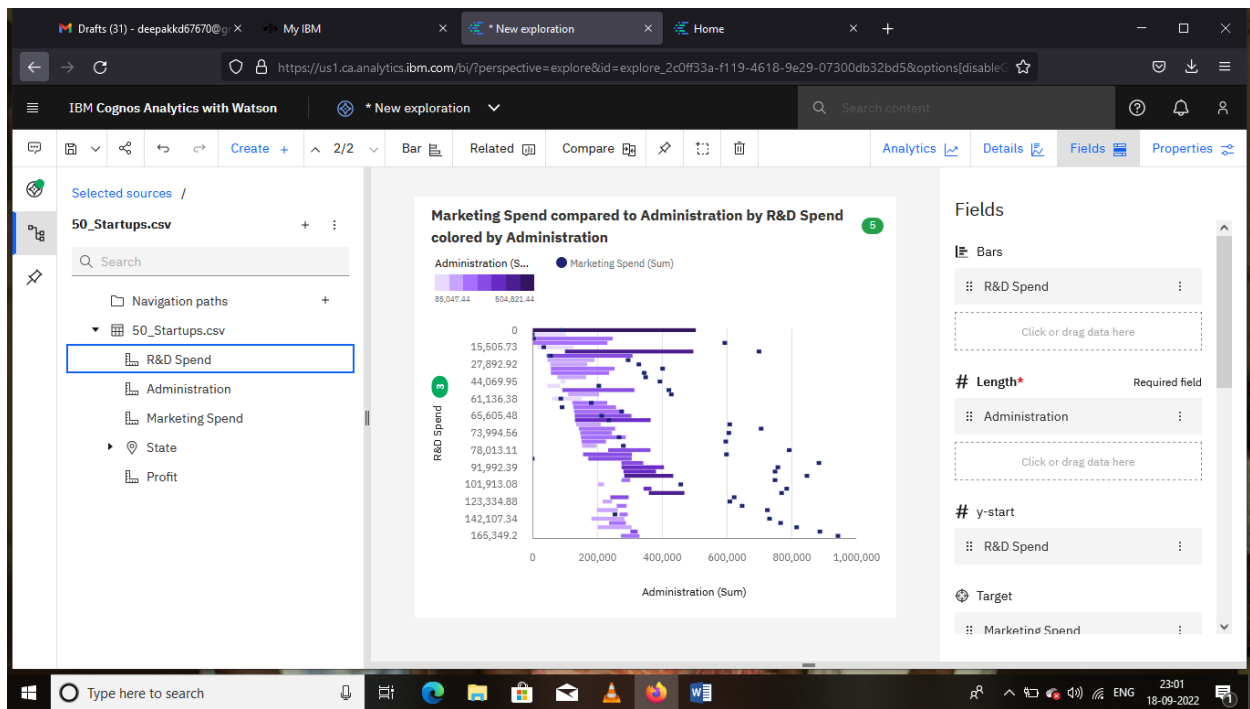 Drafts (31) - deepakkd67670@g
My IBM
* New exploration
Home
https://us1.ca.analytics.ibm.com/bi/?perspective=explore&id=explore_2c0ff33a-f119-4618-9e29-07300db32bd5&options[disableG
IBM Cognos Analytics with Watson
* New exploration
Search content
Create +
2/2
Bar
Related
Compare
Analytics
Details
Fields
Properties
Selected sources /
50_Startups.csv
Search
Navigation paths
50_Startups.csv
R&D Spend
Administration
Marketing Spend
State
Profit
Marketing Spend compared to Administration by R&D Spend
colored by Administration
5
Administration (S...
Marketing Spend (Sum)
85,047.44 504,821.44
0
15,505.73
27,892.92
44,069.95
61,136.38
65,605.48
73,994.56
78,013.11
91,992.39
101,913.08
123,334.88
142,107.34
165,349.2
3
R&D Spend
0 200,000 400,000 600,000 800,000 1,000,000
Administration (Sum)
Fields
Bars
R&D Spend
Click or drag data here
# Length* Required field
Administration
Click or drag data here
# y-start
R&D Spend
Target
Marketing Spend
Type here to search
ENG
23:01
18-09-2022
1